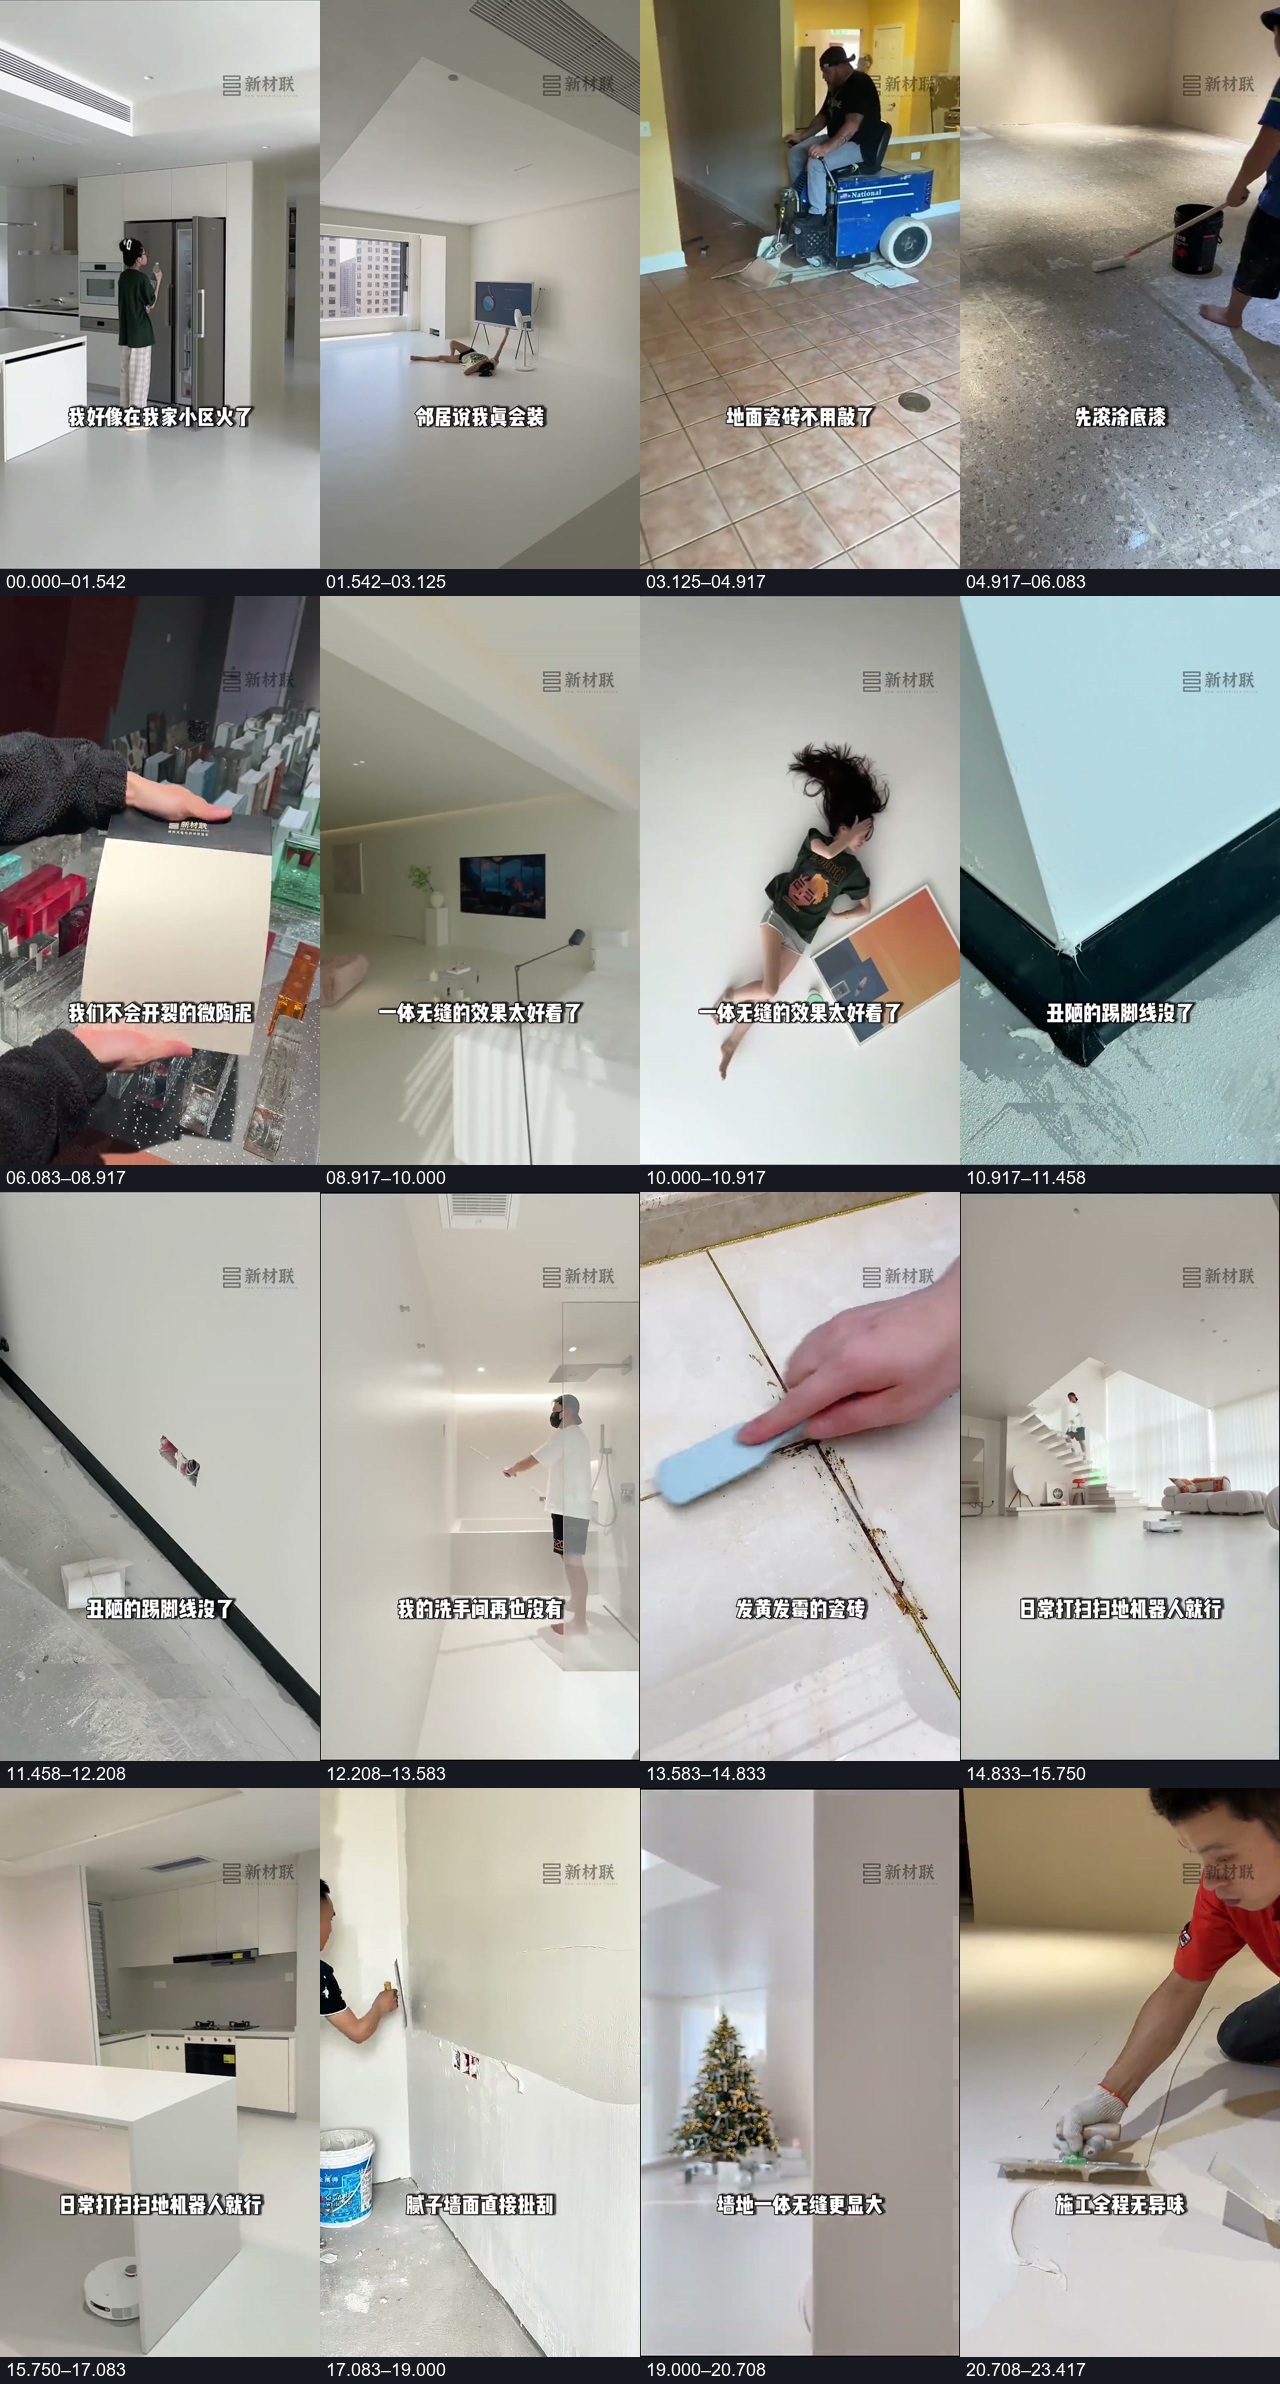 新材联
新材联
新材联
新材联
我好像在我家小区火了
邻居说我真会装
National
地面瓷砖不用敲了
先滚涂底漆
00.000–01.542
01.542–03.125
03.125–04.917
04.917–06.083
新材联
新材联
新材联
新材联
新材联
我们不会开裂的微陶泥
一体无缝的效果太好看了
一体无缝的效果太好看了
丑陋的踢脚线没了
06.083–08.917
08.917–10.000
10.000–10.917
10.917–11.458
新材联
新材联
新材联
新材联
丑陋的踢脚线没了
我的洗手间再也没有
发黄发霉的瓷砖
日常打扫扫地机器人就行
11.458–12.208
12.208–13.583
13.583–14.833
14.833–15.750
新材联
新材联
新材联
新材联
日常打扫扫地机器人就行
腻子墙面直接批刮
墙地一体无缝更显大
施工全程无异味
15.750–17.083
17.083–19.000
19.000–20.708
20.708–23.417